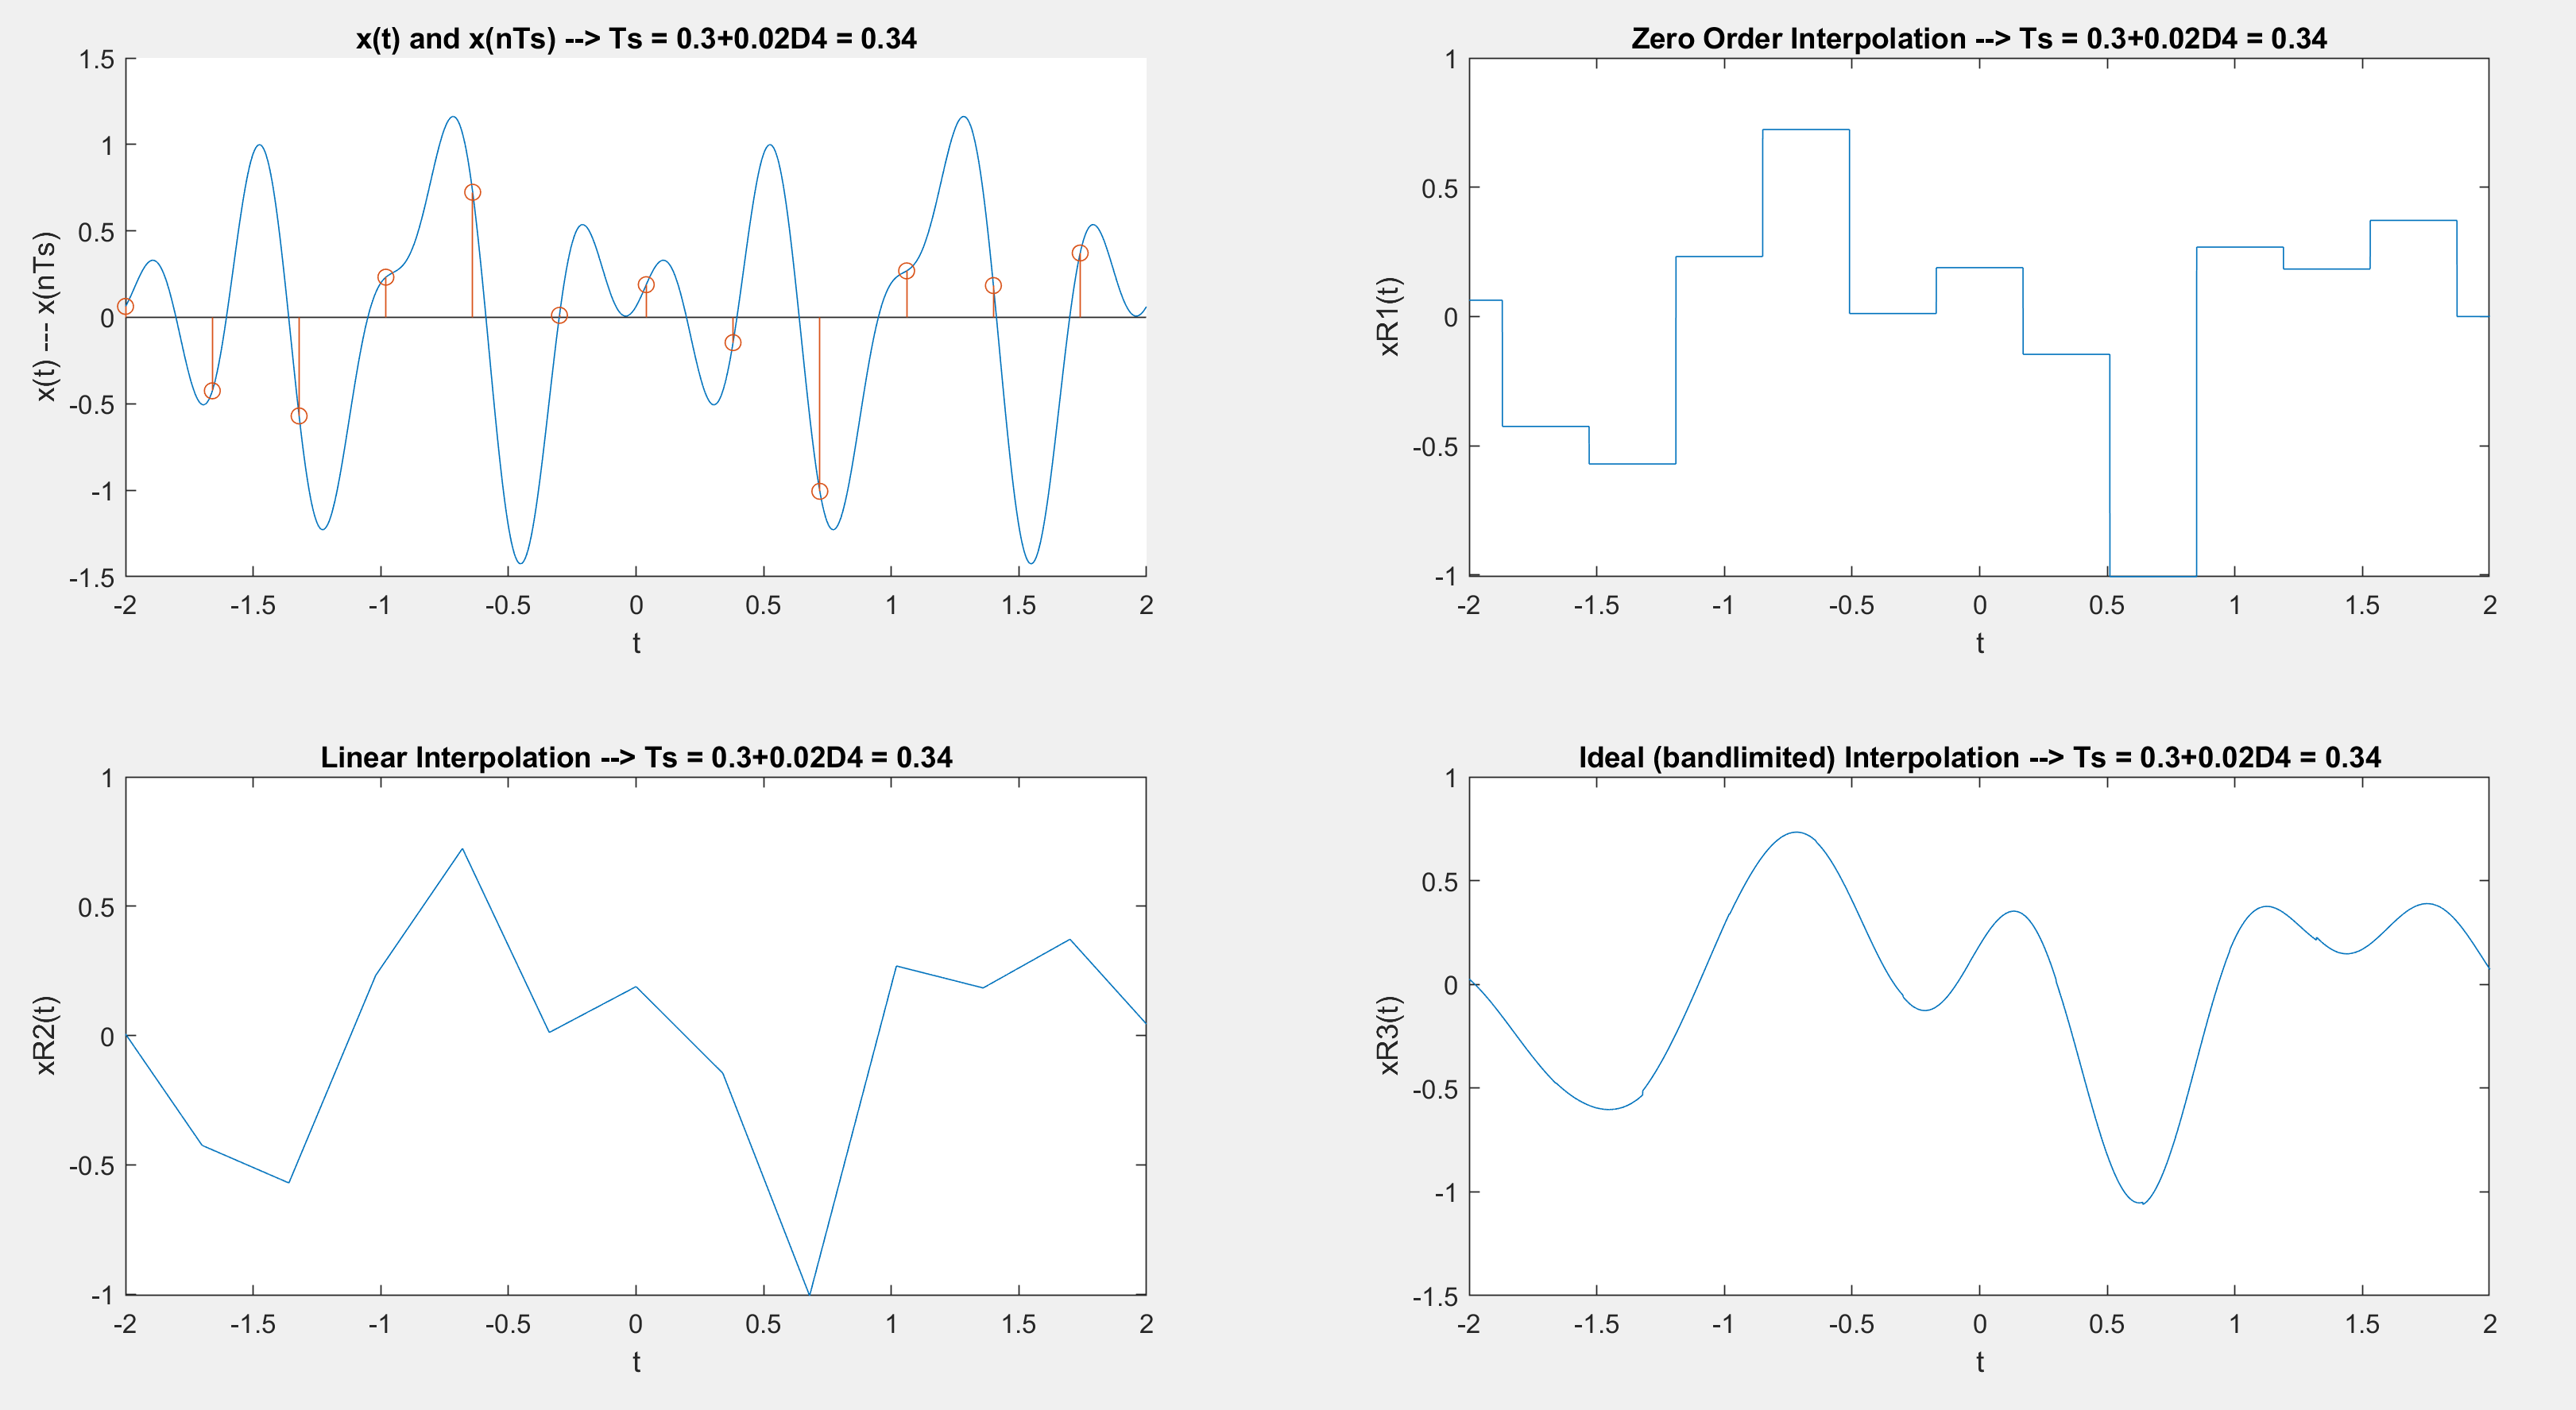 x(t) and x(nTs) --> Ts = 0.3+0.02D4 = 0.34
1.5
1
0.5
0
-0.5
-1
-1.5
x(t) --- x(nTs)
-2 -1.5 -1 -0.5 0 0.5 1 1.5 2
t
Zero Order Interpolation --> Ts = 0.3+0.02D4 = 0.34
1
0.5
0
-0.5
-1
xR1(t)
-2 -1.5 -1 -0.5 0 0.5 1 1.5 2
t
Linear Interpolation --> Ts = 0.3+0.02D4 = 0.34
1
0.5
0
-0.5
-1
xR2(t)
-2 -1.5 -1 -0.5 0 0.5 1 1.5 2
t
Ideal (bandlimited) Interpolation --> Ts = 0.3+0.02D4 = 0.34
1
0.5
0
-0.5
-1
-1.5
xR3(t)
-2 -1.5 -1 -0.5 0 0.5 1 1.5 2
t